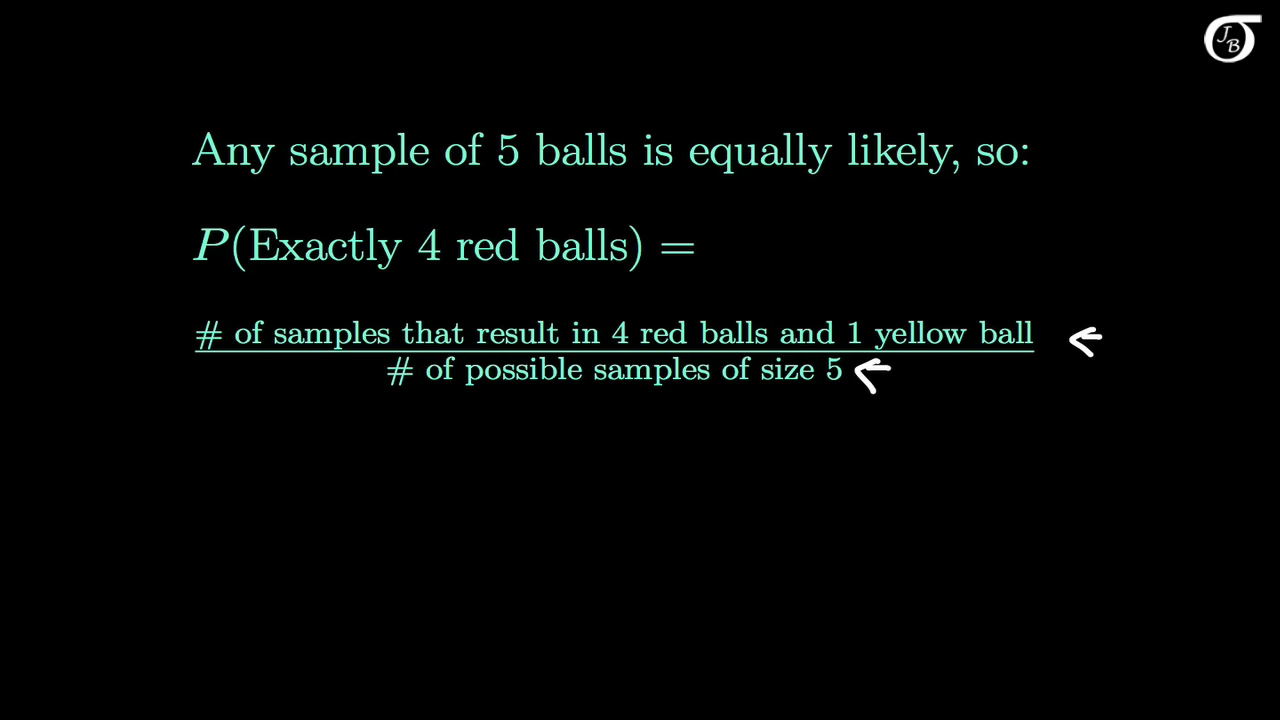 JB
Any sample of 5 balls is equally likely, so:
P(Exactly 4 red balls) =
# of samples that result in 4 red balls and 1 yellow ball
# of possible samples of size 5